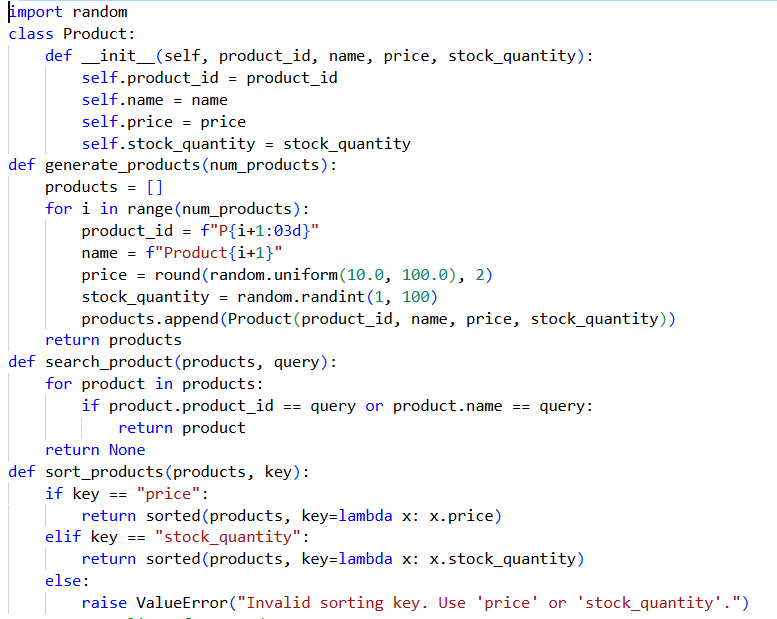 import random
class Product:
    def __init__(self, product_id, name, price, stock_quantity):
        self.product_id = product_id
        self.name = name
        self.price = price
        self.stock_quantity = stock_quantity
def generate_products(num_products):
    products = []
    for i in range(num_products):
        product_id = f"P{i+1:03d}"
        name = f"Product{i+1}"
        price = round(random.uniform(10.0, 100.0), 2)
        stock_quantity = random.randint(1, 100)
        products.append(Product(product_id, name, price, stock_quantity))
    return products
def search_product(products, query):
    for product in products:
        if product.product_id == query or product.name == query:
            return product
    return None
def sort_products(products, key):
    if key == "price":
        return sorted(products, key=lambda x: x.price)
    elif key == "stock_quantity":
        return sorted(products, key=lambda x: x.stock_quantity)
    else:
        raise ValueError("Invalid sorting key. Use 'price' or 'stock_quantity'.")